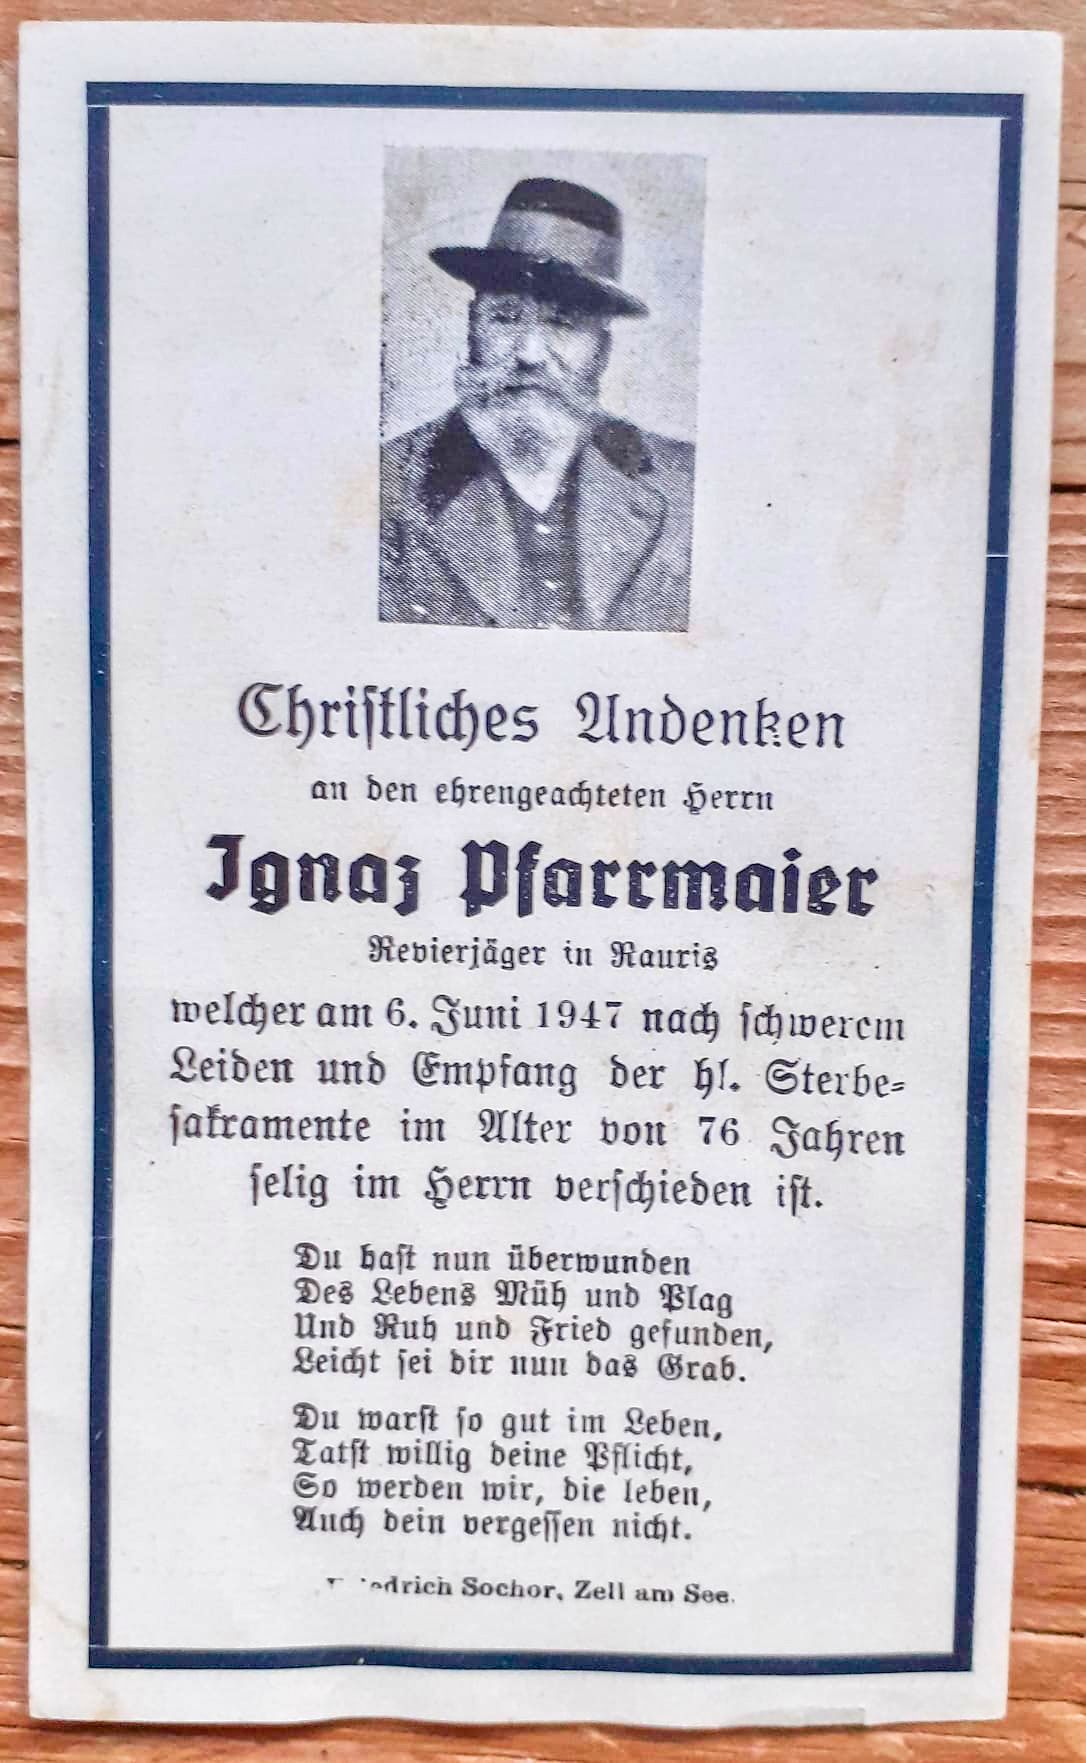 Christliches Andenken
an den ehrengeachteten Herrn
Ignaz Pfarrmaier
Revierjäger in Rauris
welcher am 6. Juni 1947 nach schwerem
Leiden und Empfang der hl. Sterbe-
sakramente im Alter von 76 Jahren
selig im Herrn verschieden ist.
Du hast nun überwunden
Des Lebens Müh und Plag
Und Ruh und Fried gefunden,
Leicht sei dir nun das Grab.
Du warst so gut im Leben,
Tatst willig deine Pflicht,
So werden wir, die leben,
Auch dein vergessen nicht.
Sochor, Zell am See.